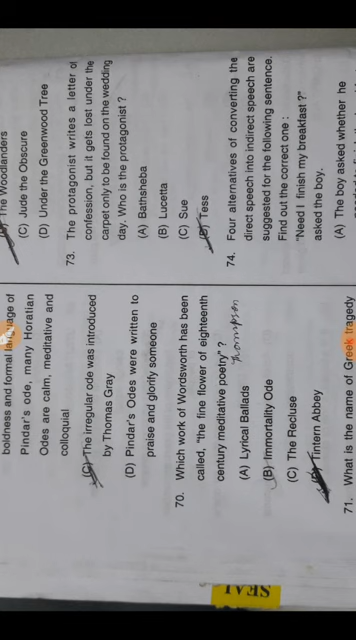 boldness and formal language of
Pindar's ode, many Horatian
Odes are calm, meditative and
colloquial
(C) The irregular ode was introduced
by Thomas Gray
(D) Pindar's Odes were written to
praise and glorify someone
70. Which work of Wordsworth has been
called, "the line flower of eighteenth
century meditative poetry" ?
Thompson
(A) Lyrical Ballads
(B) Immortality Ode
(C) The Recluse
(D) Tintern Abbey
71. What is the name of Greek tragedy
The Woodlanders
(C) Jude the Obscure
(D) Under the Greenwood Tree
73. The protagonist writes a letter of
confession, but it gets lost under the
carpet only to be found on the wedding
day. Who is the protagonist ?
(A) Bathsheba
(B) Lucetta
(C) Sue
(D) Tess
74. Four alternatives of converting the
direct speech into indirect speech are
suggested for the following sentence.
Find out the correct one :
"Need I finish my breakfast ?"
asked the boy.
(A) The boy asked whether he
SEAL